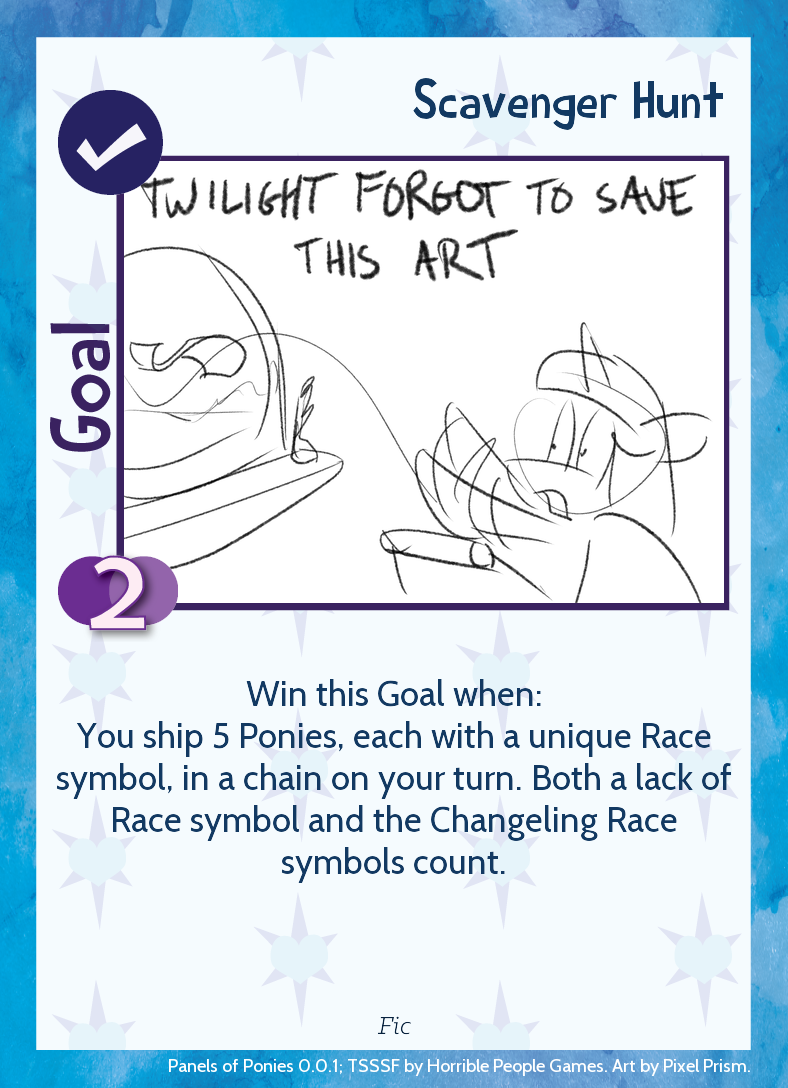 Scavenger Hunt
TWILIGHT FORGOT TO SAVE
THIS ART
Goal
2
Win this Goal when:
You ship 5 Ponies, each with a unique Race
symbol, in a chain on your turn. Both a lack of
Race symbol and the Changeling Race
symbols count.
Fic
Panels of Ponies 0.0.1; TSSSF by Horrible People Games. Art by Pixel Prism.